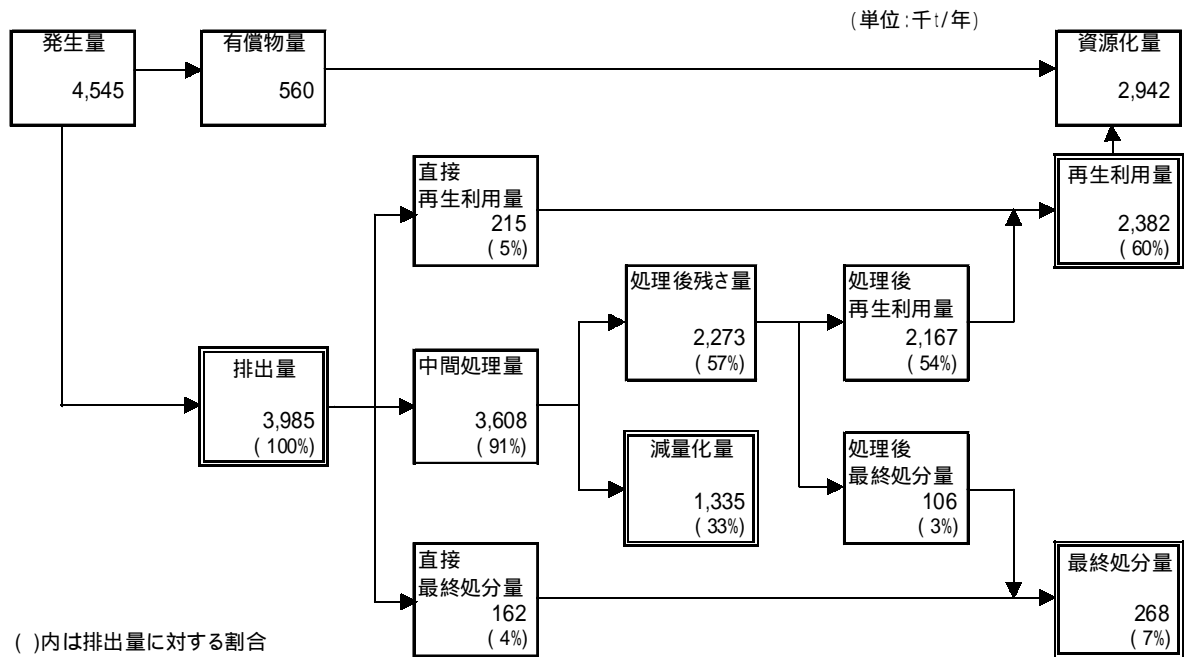 (単位:千t/年)
発生量
4,545
有償物量
560
資源化量
2,942
直接
再生利用量
215
( 5%)
再生利用量
2,382
( 60%)
処理後残さ量
2,273
( 57%)
処理後
再生利用量
2,167
( 54%)
排出量
3,985
( 100%)
中間処理量
3,608
( 91%)
減量化量
1,335
( 33%)
処理後
最終処分量
106
( 3%)
直接
最終処分量
162
( 4%)
最終処分量
268
( 7%)
( )内は排出量に対する割合